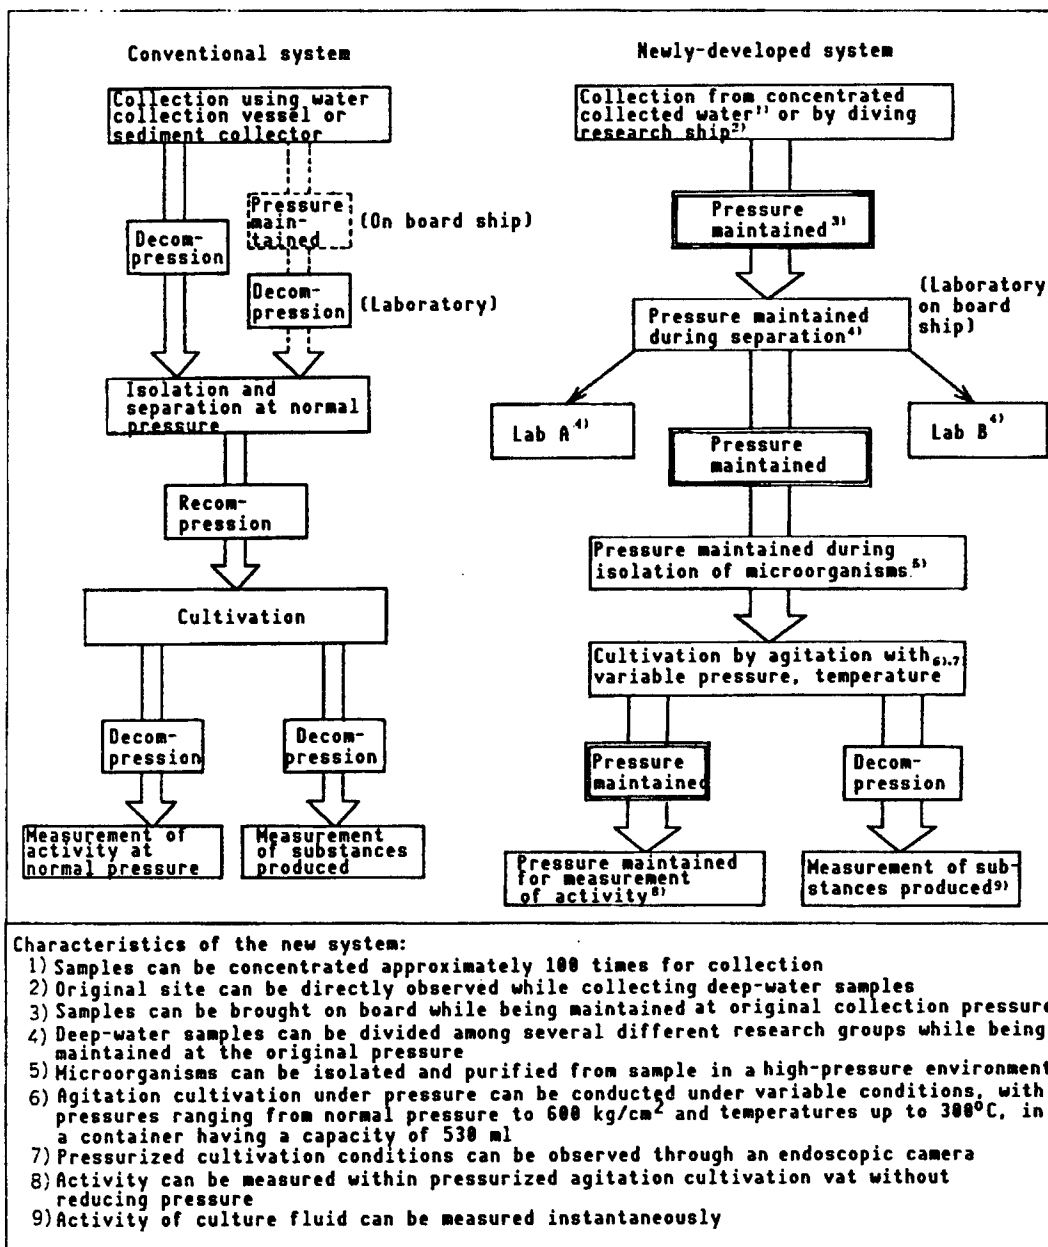 Conventional system
Collection using water
collection vessel or
sediment collector
Pressure
main-
tained
(On board ship)
Decom-
pression
Decom-
pression
(Laboratory)
Isolation and
separation at normal
pressure
Recom-
pression
Cultivation
Decom-
pression
Decom-
pression
Measurement of
activity at
normal pressure
Measurement
of substances
produced
Newly-developed system
Collection from concentrated
collected water1) or by diving
research ship2)
Pressure
maintained3)
(Laboratory
on board
ship)
Pressure maintained
during separation4)
Lab A4)
Lab B4)
Pressure
maintained
Pressure maintained during
isolation of microorganisms.5)
Cultivation by agitation with6),7
variable pressure, temperature
Pressure
maintained
Decom-
pression
Pressure maintained
for measurement
of activity8)
Measurement of sub-
stances produced9)
Characteristics of the new system:
1) Samples can be concentrated approximately 100 times for collection
2) Original site can be directly observed while collecting deep-water samples
3) Samples can be brought on board while being maintained at original collection pressure
4) Deep-water samples can be divided among several different research groups while being
maintained at the original pressure
5) Microorganisms can be isolated and purified from sample in a high-pressure environment
6) Agitation cultivation under pressure can be conducted under variable conditions, with
pressures ranging from normal pressure to 600 kg/cm2 and temperatures up to 300°C, in
a container having a capacity of 530 ml
7) Pressurized cultivation conditions can be observed through an endoscopic camera
8) Activity can be measured within pressurized agitation cultivation vat without
reducing pressure
9) Activity of culture fluid can be measured instantaneously